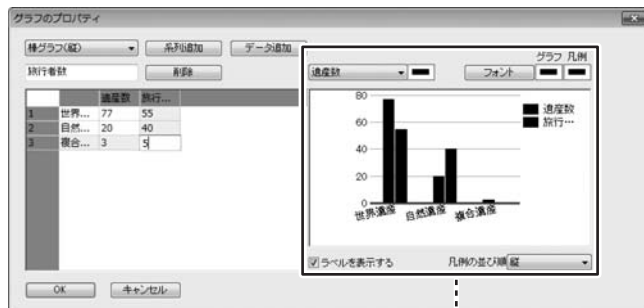 グラフのプロパティ
棒グラフ(縦) 系列追加 データ追加
旅行者数 削除
遺産数 旅行...
1 世界... 77 55
2 自然... 20 40
3 複合... 3 5
OK キャンセル
グラフ 凡例
遺産数 フォント
80
60
40
20
0
世界遺産 自然遺産 複合遺産
遺産数
旅行…
ラベルを表示する 凡例の並び順 縦